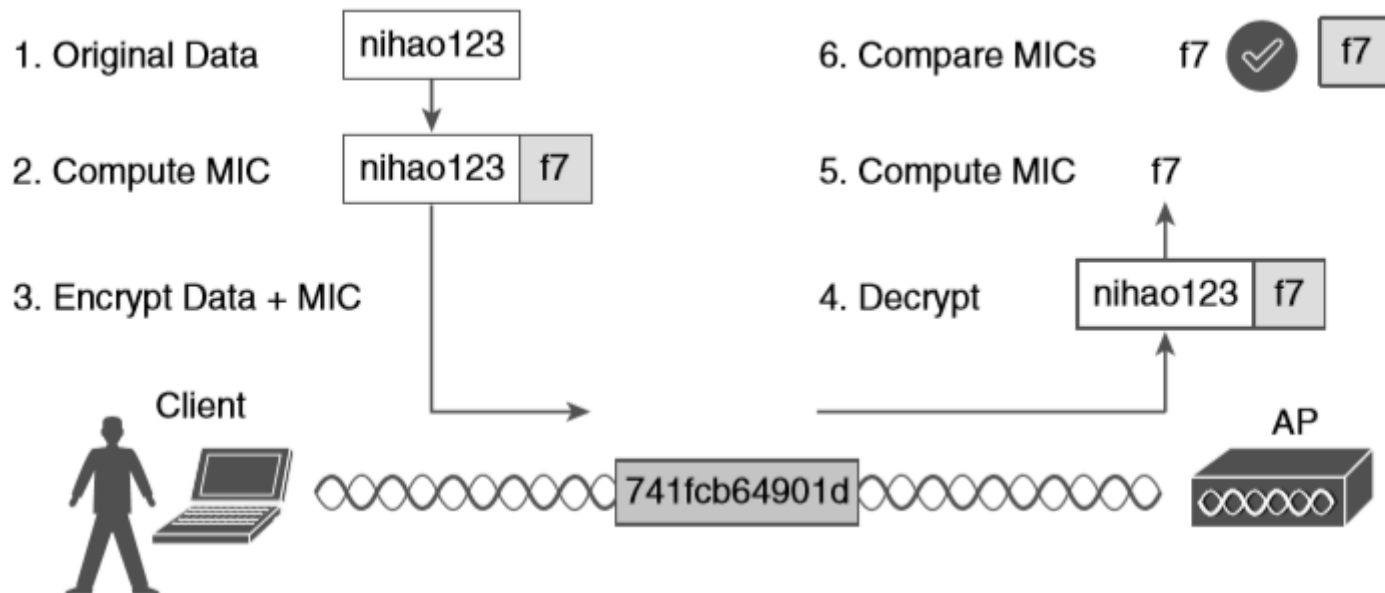 1. Original Data
nihao123
2. Compute MIC
nihao123 f7
3. Encrypt Data + MIC
Client
741fcb64901d
6. Compare MICs f7 f7
5. Compute MIC f7
4. Decrypt nihao123 f7
AP